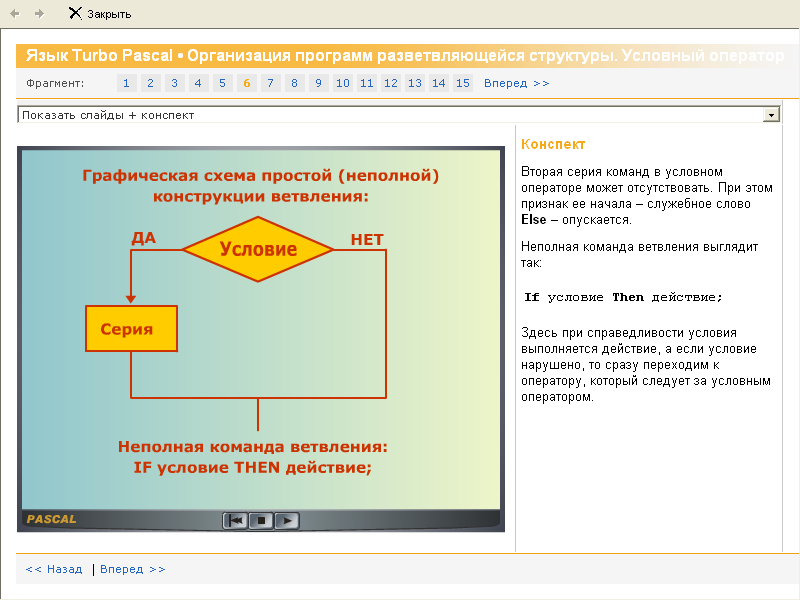 Закрыть
Язык Turbo Pascal • Организация программ разветвляющейся структуры. Условный оператор
Фрагмент: 1 2 3 4 5 6 7 8 9 10 11 12 13 14 15 Вперед >>
Показать слайды + конспект
Графическая схема простой (неполной)
конструкции ветвления:
ДА
Условие
НЕТ
Серия
Неполная команда ветвления:
IF условие THEN действие;
PASCAL
Конспект
Вторая серия команд в условном
операторе может отсутствовать. При этом
признак ее начала – служебное слово
Else – опускается.
Неполная команда ветвления выглядит
так:
If условие Then действие;
Здесь при справедливости условия
выполняется действие, а если условие
нарушено, то сразу переходим к
оператору, который следует за условным
оператором.
<< Назад | Вперед >>